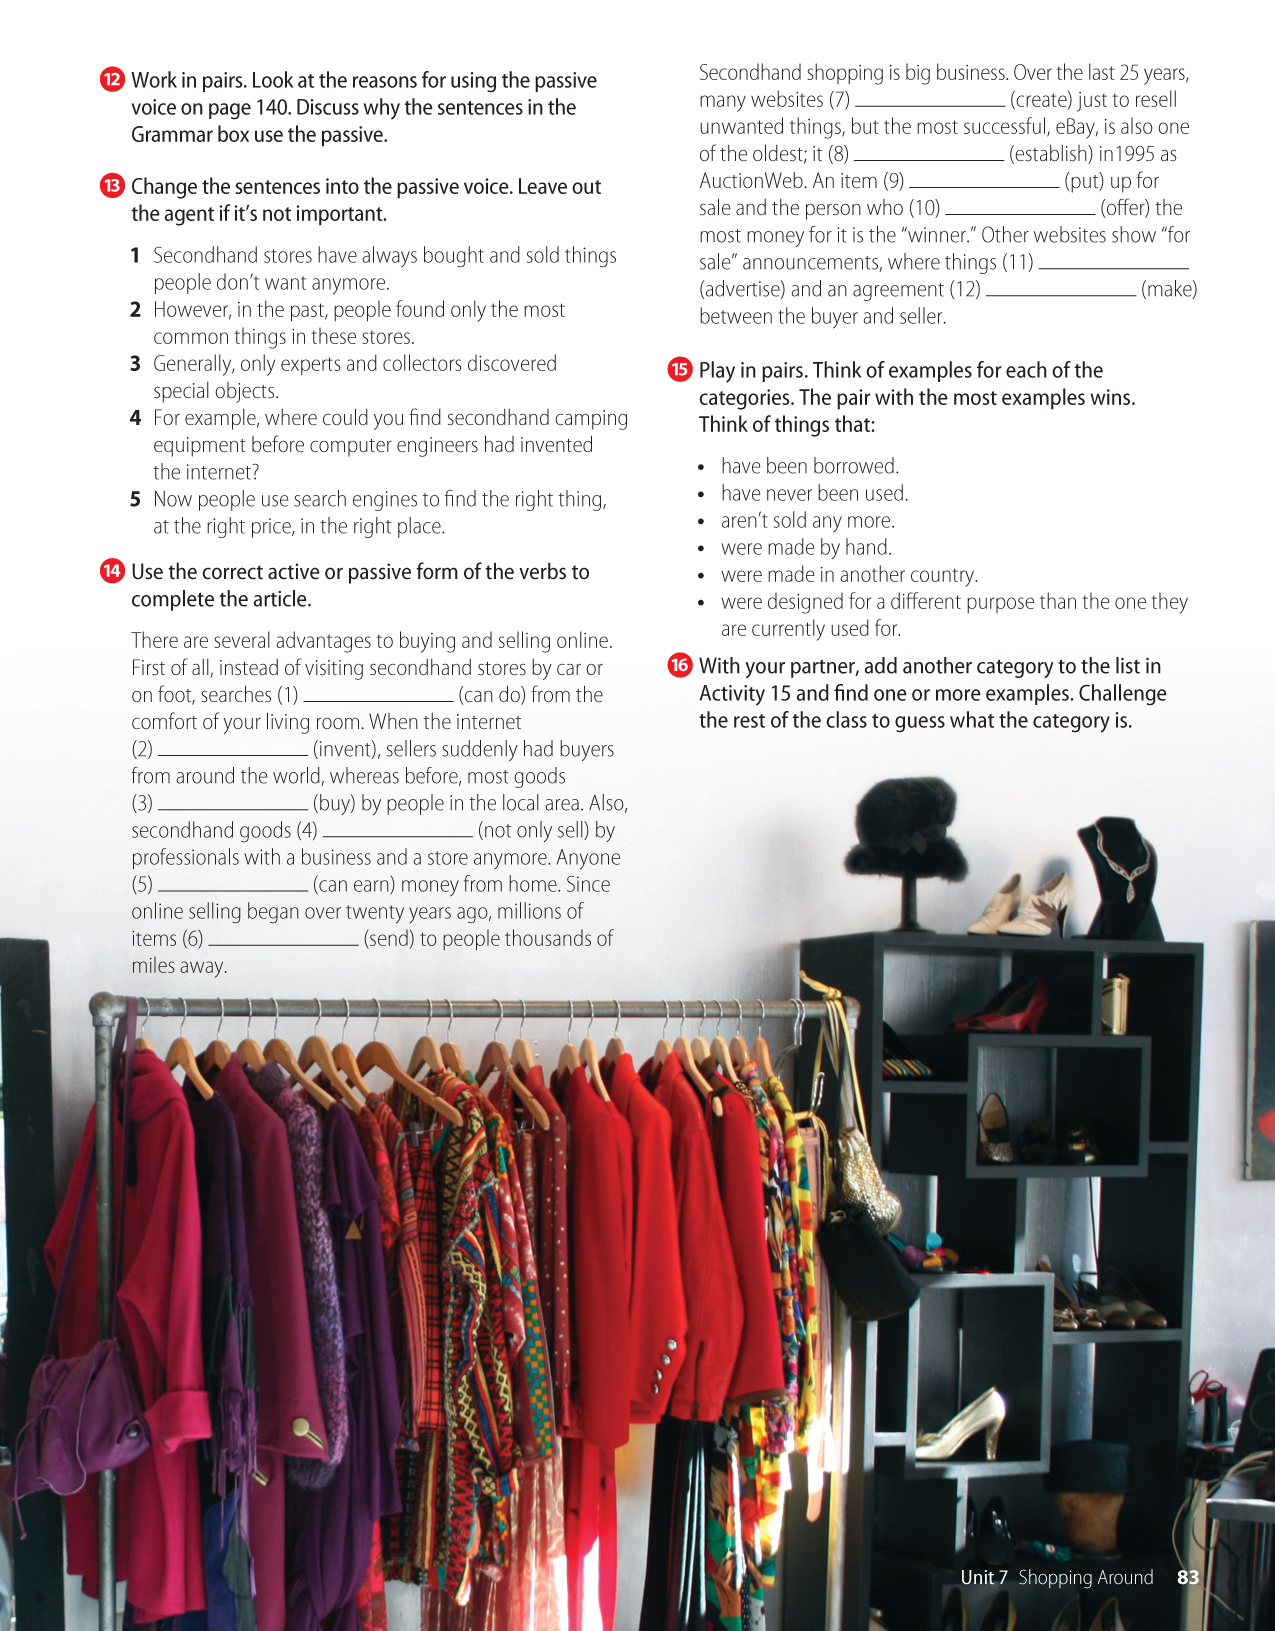 12 Work in pairs. Look at the reasons for using the passive
voice on page 140. Discuss why the sentences in the
Grammar box use the passive.
13 Change the sentences into the passive voice. Leave out
the agent if it’s not important.
1 Secondhand stores have always bought and sold things
people don’t want anymore.
2 However, in the past, people found only the most
common things in these stores.
3 Generally, only experts and collectors discovered
special objects.
4 For example, where could you find secondhand camping
equipment before computer engineers had invented
the internet?
5 Now people use search engines to find the right thing,
at the right price, in the right place.
14 Use the correct active or passive form of the verbs to
complete the article.
There are several advantages to buying and selling online.
First of all, instead of visiting secondhand stores by car or
on foot, searches (1) _______________ (can do) from the
comfort of your living room. When the internet
(2) _______________ (invent), sellers suddenly had buyers
from around the world, whereas before, most goods
(3) _______________ (buy) by people in the local area. Also,
secondhand goods (4) _______________ (not only sell) by
professionals with a business and a store anymore. Anyone
(5) _______________ (can earn) money from home. Since
online selling began over twenty years ago, millions of
items (6) _______________ (send) to people thousands of
miles away.
Secondhand shopping is big business. Over the last 25 years,
many websites (7) _______________ (create) just to resell
unwanted things, but the most successful, eBay, is also one
of the oldest; it (8) _______________ (establish) in1995 as
AuctionWeb. An item (9) _______________ (put) up for
sale and the person who (10) _______________ (offer) the
most money for it is the “winner.” Other websites show “for
sale” announcements, where things (11) _______________
(advertise) and an agreement (12) _______________ (make)
between the buyer and seller.
15 Play in pairs. Think of examples for each of the
categories. The pair with the most examples wins.
Think of things that:
• have been borrowed.
• have never been used.
• aren’t sold any more.
• were made by hand.
• were made in another country.
• were designed for a different purpose than the one they
are currently used for.
16 With your partner, add another category to the list in
Activity 15 and find one or more examples. Challenge
the rest of the class to guess what the category is.
Unit 7 Shopping Around 83